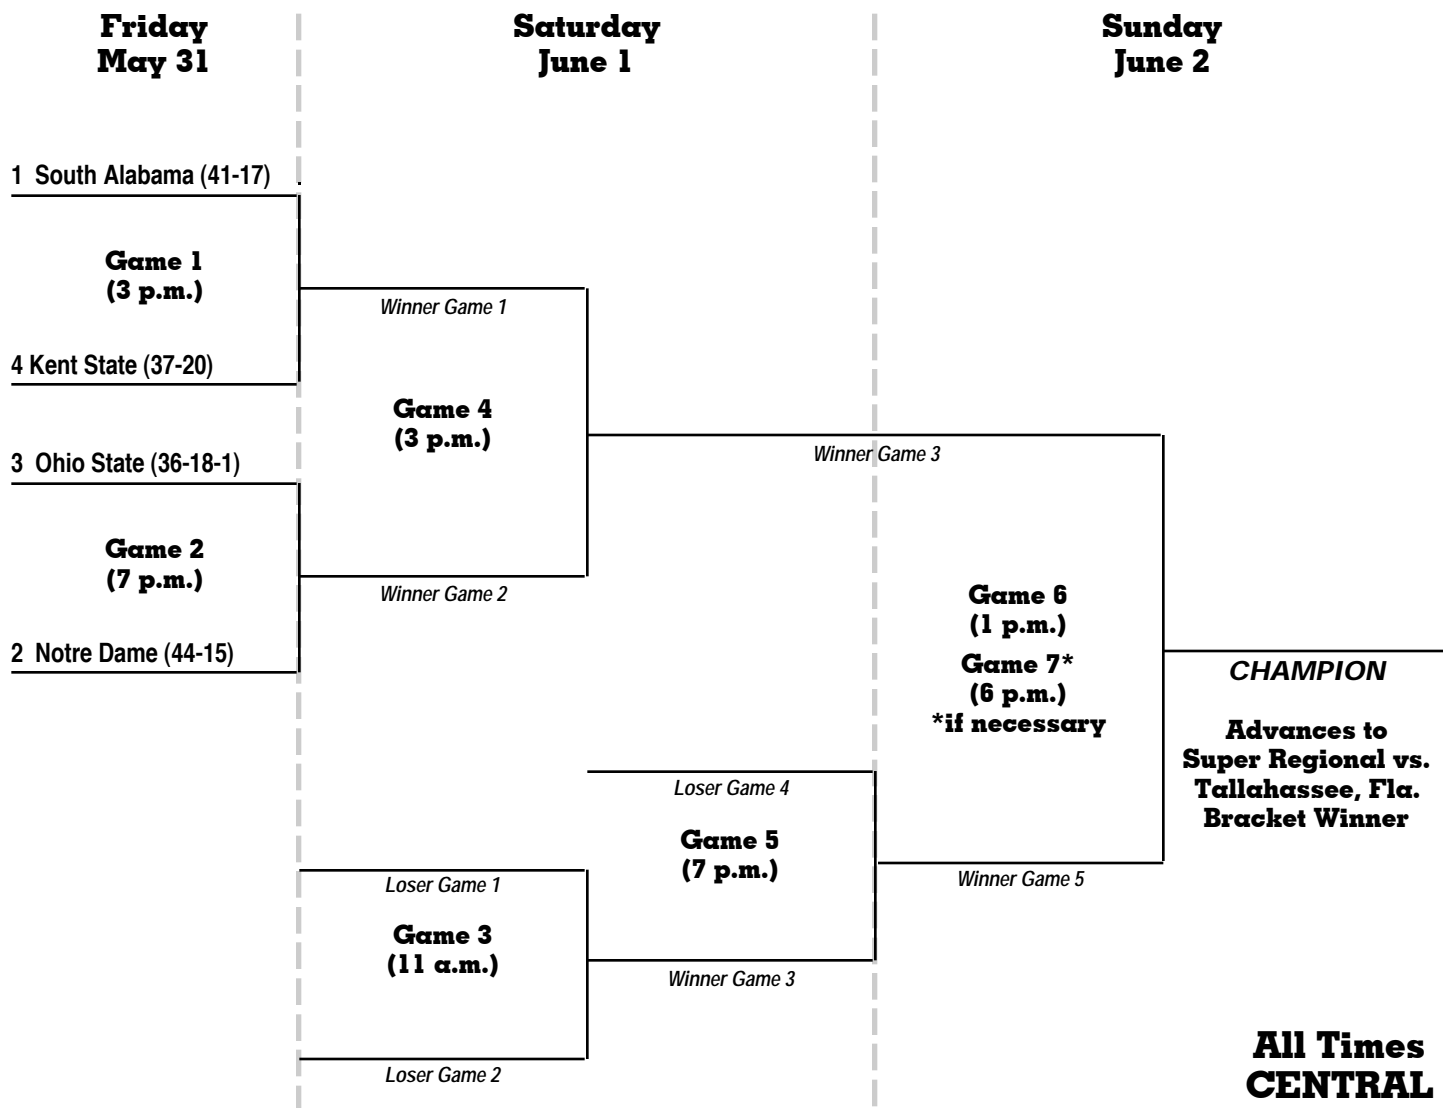 Friday
May 31
Saturday
June 1
Sunday
June 2
1 South Alabama (41-17)
Game 1
(3 p.m.)
4 Kent State (37-20)
3 Ohio State (36-18-1)
Game 2
(7 p.m.)
2 Notre Dame (44-15)
Winner Game 1
Game 4
(3 p.m.)
Winner Game 2
Loser Game 1
Game 3
(11 a.m.)
Loser Game 2
Winner Game 3
Loser Game 4
Game 5
(7 p.m.)
Winner Game 3
Game 6
(1 p.m.)
Game 7*
(6 p.m.)
*if necessary
Winner Game 5
CHAMPION
Advances to
Super Regional vs.
Tallahassee, Fla.
Bracket Winner
All Times
CENTRAL